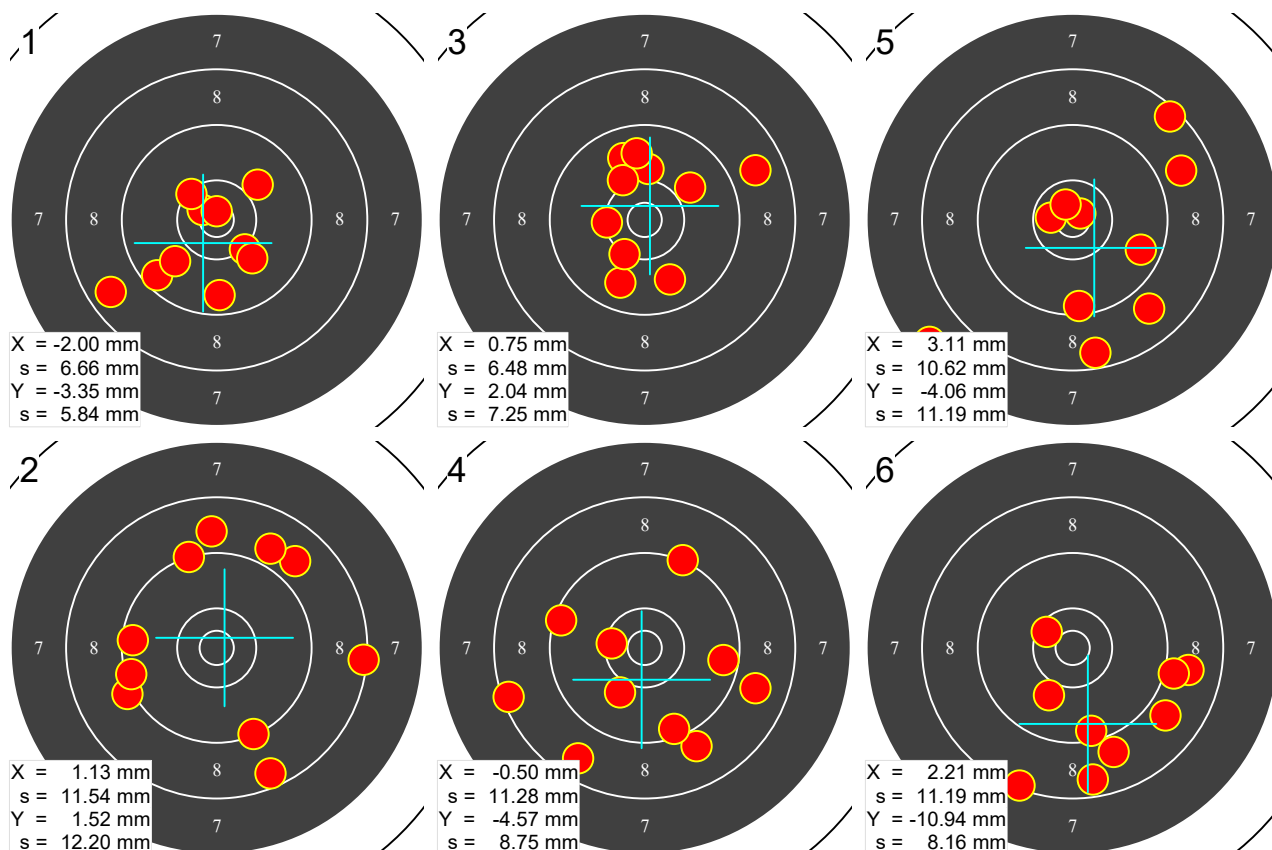 1
7
8
7
8
8
7
8
7
X = -2.00 mm
s = 6.66 mm
Y = -3.35 mm
s = 5.84 mm
3
7
8
7
8
8
7
8
7
X = 0.75 mm
s = 6.48 mm
Y = 2.04 mm
s = 7.25 mm
5
7
8
7
8
8
7
8
7
X = 3.11 mm
s = 10.62 mm
Y = -4.06 mm
s = 11.19 mm
2
7
7
8
8
7
8
7
X = 1.13 mm
s = 11.54 mm
Y = 1.52 mm
s = 12.20 mm
4
7
8
7
8
8
7
8
7
X = -0.50 mm
s = 11.28 mm
Y = -4.57 mm
s = 8.75 mm
6
7
8
7
8
8
7
8
7
X = 2.21 mm
s = 11.19 mm
Y = -10.94 mm
s = 8.16 mm